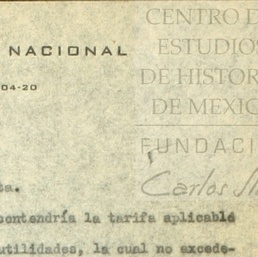 CENTRO D
ESTUDIOS
DE HISTOR
DE MEXIC
FUNDACI
Carlos
NACIONAL
04-20
ta.
contendría la tarifa aplicable
utilidades, la cual no excede-